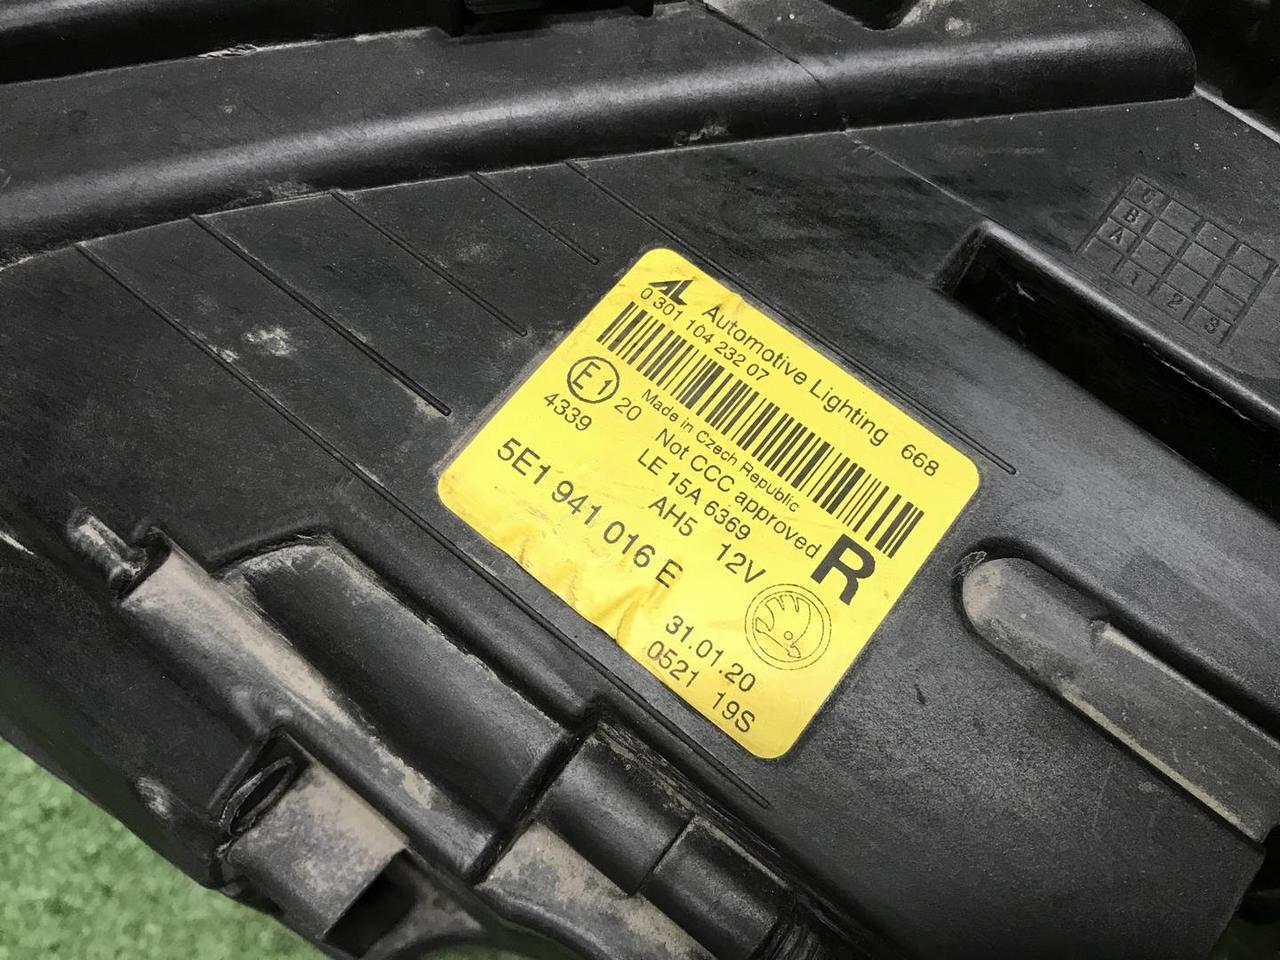 AL Automotive Lighting 668
0 301 104 232 07
E1 20
4339
Made in Czech Republic
Not CCC approved
LE 15A 6369
AH5 12V
R
5E1 941 016 E
31.01.20
0521 19S
C
B
A
1 2 3